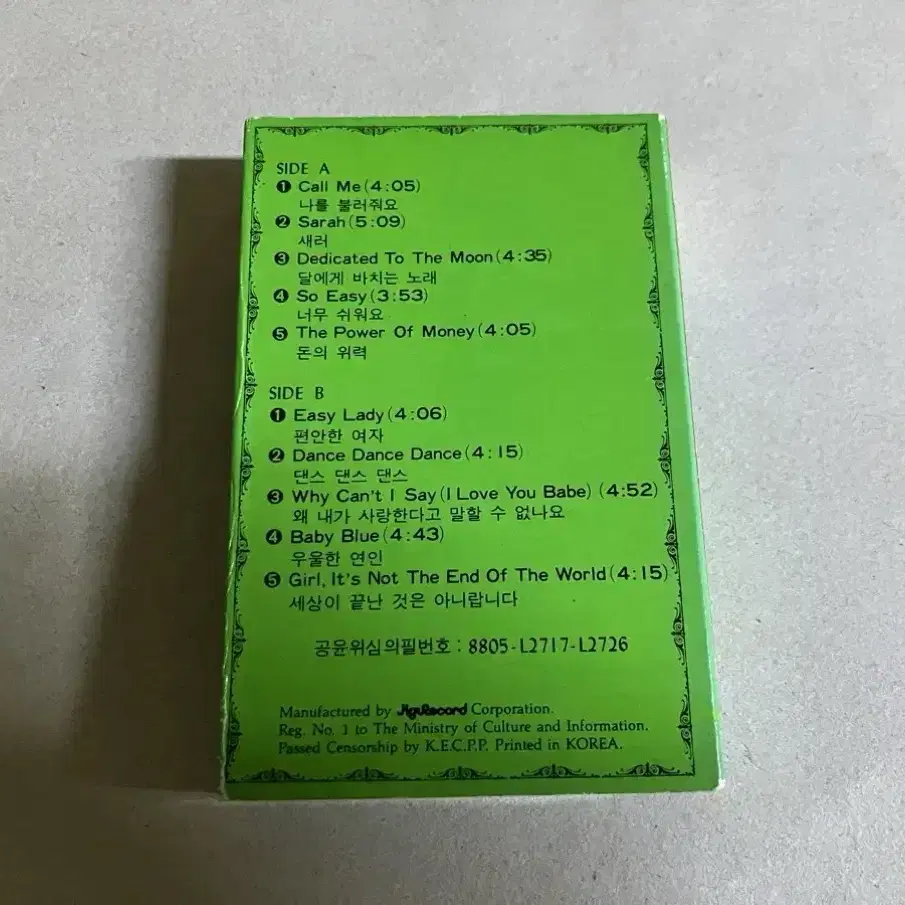 SIDE A
❶ Call Me(4:05)
나를 불러줘요
❷ Sarah(5:09)
새러
❸ Dedicated To The Moon(4:35)
달에게 바치는 노래
❹ So Easy(3:53)
너무 쉬워요
❺ The Power Of Money(4:05)
돈의 위력
SIDE B
❶ Easy Lady(4:06)
편안한 여자
❷ Dance Dance Dance(4:15)
댄스 댄스 댄스
❸ Why Can't I Say(I Love You Babe) (4:52)
왜 내가 사랑한다고 말할 수 없나요
❹ Baby Blue(4:43)
우울한 연인
❺ Girl, It's Not The End Of The World(4:15)
세상이 끝난 것은 아니랍니다
공윤위심의필번호 : 8805-L2717-L2726
Manufactured by JiguRecord Corporation.
Reg. No. 1 to The Ministry of Culture and Information.
Passed Censorship by K.E.C.P.P. Printed in KOREA.